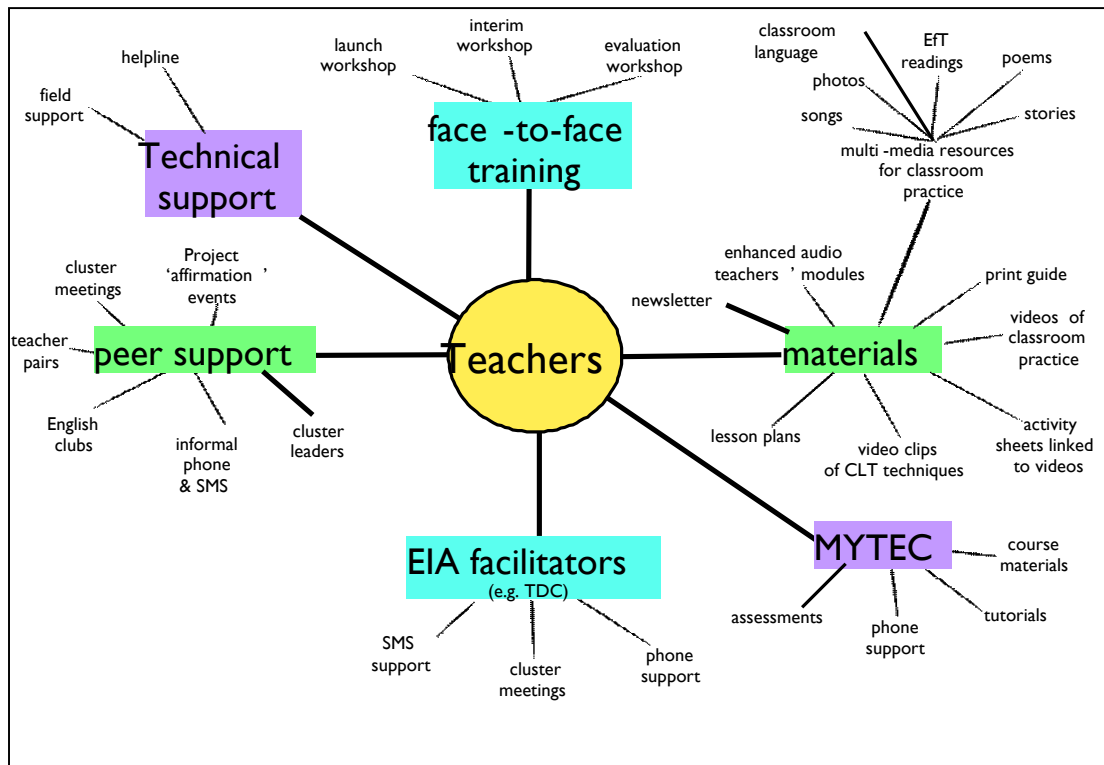 helpline
field
support
Technical
support
launch
workshop
interim
workshop
evaluation
workshop
face -to-face
training
classroom
language
EfT
readings
poems
photos
songs
stories
multi -media resources
for classroom
practice
cluster
meetings
Project
‘affirmation ’
events
teacher
pairs
peer support
English
clubs
informal
phone
& SMS
cluster
leaders
Teachers
newsletter
enhanced audio
teachers ’ modules
print guide
videos of
classroom
practice
materials
lesson plans
video clips
of CLT techniques
activity
sheets linked
to videos
EIA facilitators
(e.g. TDC)
SMS
support
cluster
meetings
phone
support
MYTEC
course
materials
assessments
phone
support
tutorials